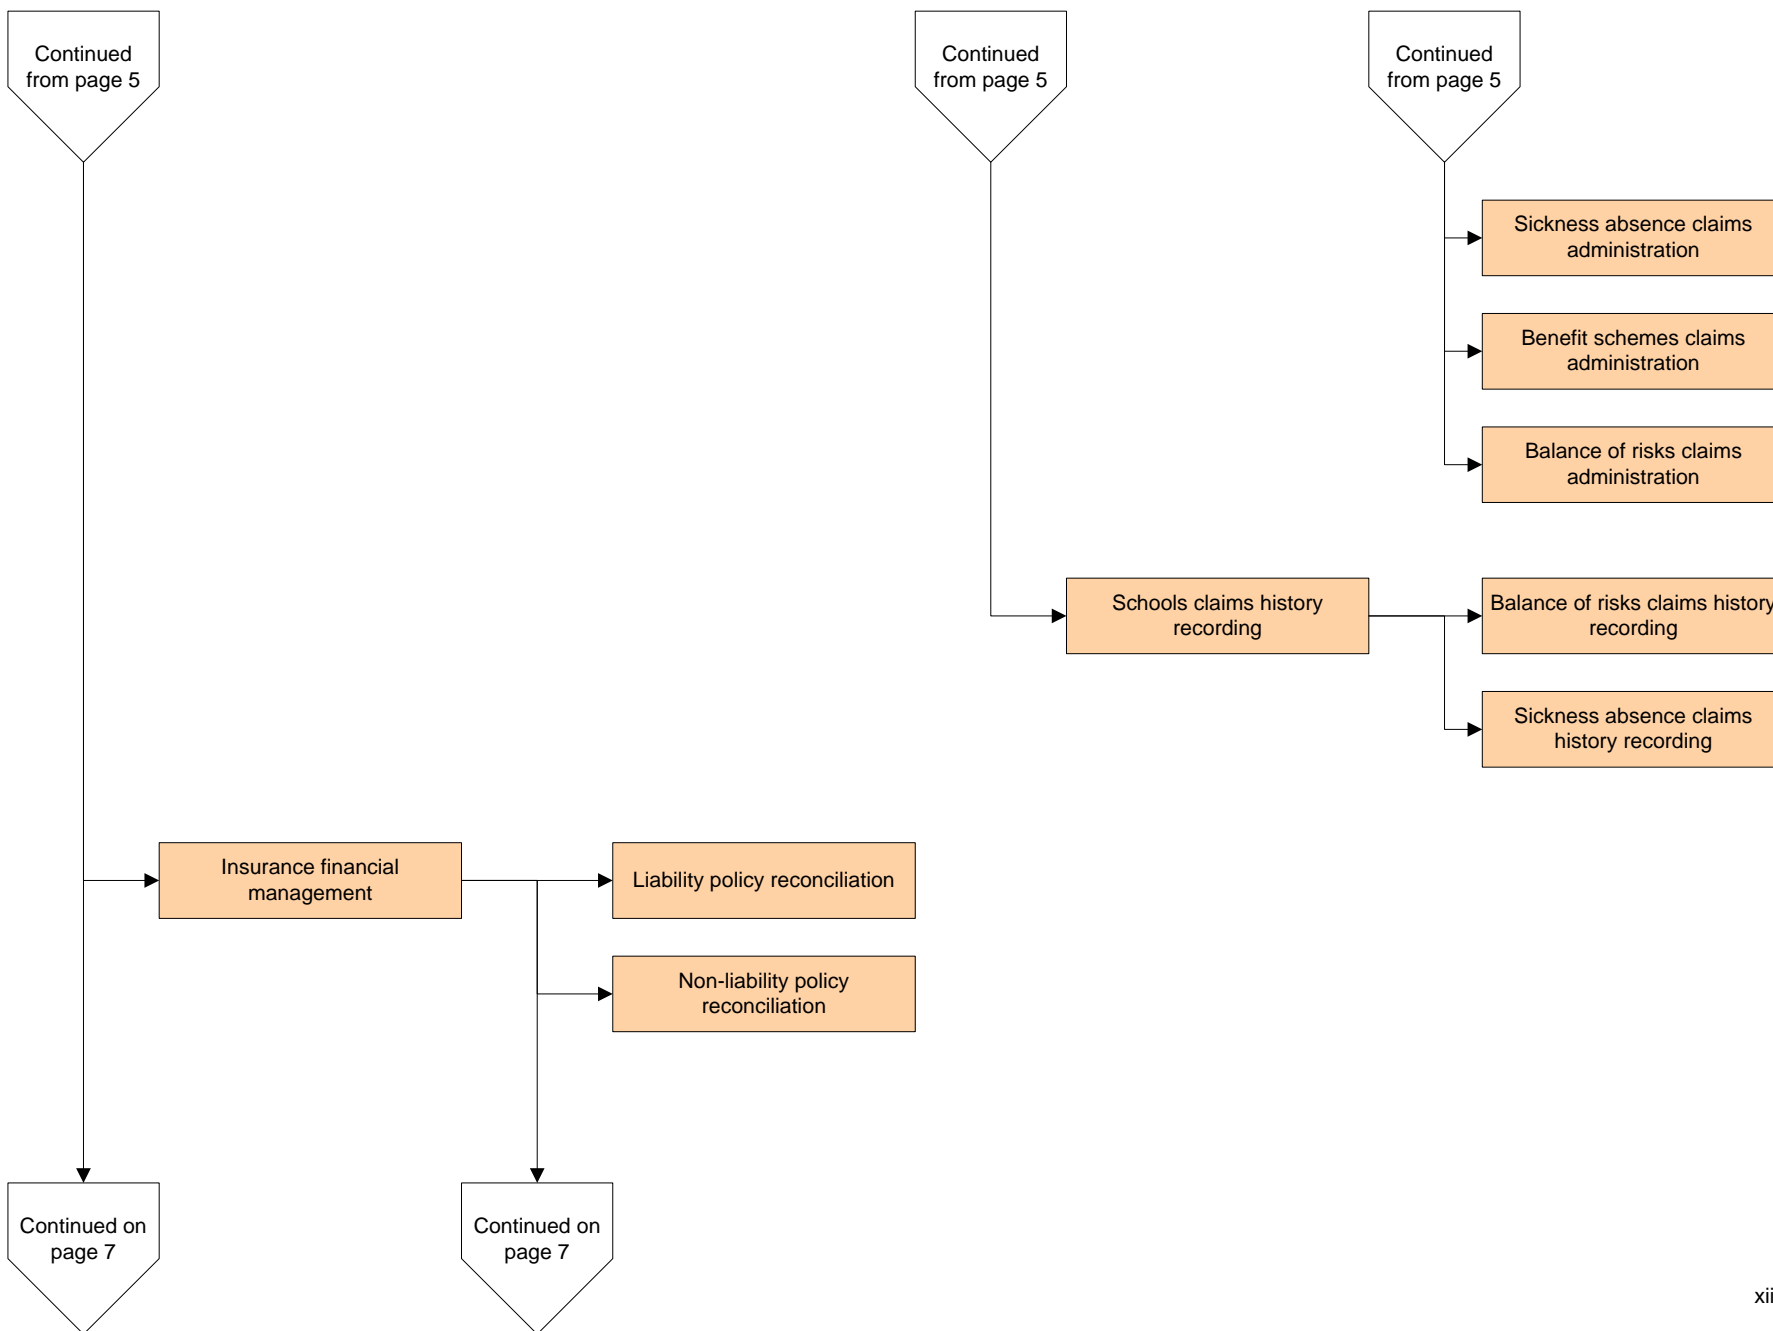 Continued
from page 5
Continued
from page 5
Continued
from page 5
Sickness absence claims
administration
Benefit schemes claims
administration
Balance of risks claims
administration
Schools claims history
recording
Balance of risks claims history
recording
Sickness absence claims
history recording
Insurance financial
management
Liability policy reconciliation
Non-liability policy
reconciliation
Continued on
page 7
Continued on
page 7
xii